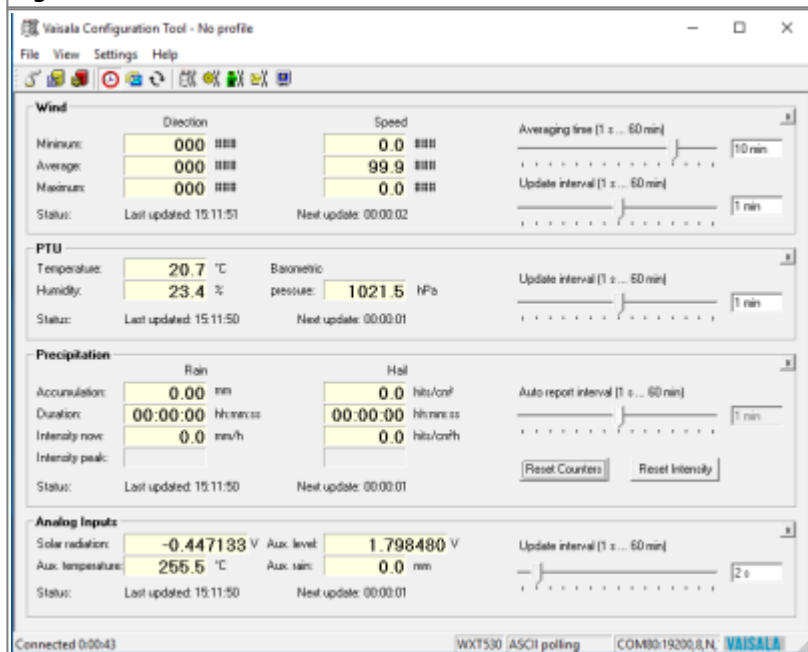 Vaisala Configuration Tool - No profile
File View Settings Help
Wind
Direction Speed
Minimum: 000 ### 0.0 ###
Average: 000 ### 99.9 ###
Maximum: 000 ### 0.0 ###
Status: Last updated: 15:11:51 Next update: 00:00:02
Averaging time (1 s ... 60 min)
10 min
Update interval (1 s ... 60 min)
1 min
PTU
Temperature: 20.7 °C Barometric
Humidity: 23.4 % pressure: 1021.5 hPa
Status: Last updated: 15:11:50 Next update: 00:00:01
Update interval (1 s ... 60 min)
1 min
Precipitation
Rain Hail
Accumulation: 0.00 mm 0.0 hits/cm²
Duration: 00:00:00 hh:mm:ss 00:00:00 hh:mm:ss
Intensity now: 0.0 mm/h 0.0 hits/cm²h
Intensity peak:
Status: Last updated: 15:11:50 Next update: 00:00:01
Auto report interval (1 s ... 60 min)
1 min
Reset Counters Reset Intensity
Analog Inputs
Solar radiation: -0.447133 V Aux. level: 1.798480 V
Aux. temperature: 255.5 °C Aux. rain: 0.0 mm
Status: Last updated: 15:11:50 Next update: 00:00:01
Update interval (1 s ... 60 min)
2 s
Connected 0:00:43 WXT530 ASCII polling COM80:19200,8,N, VAISALA